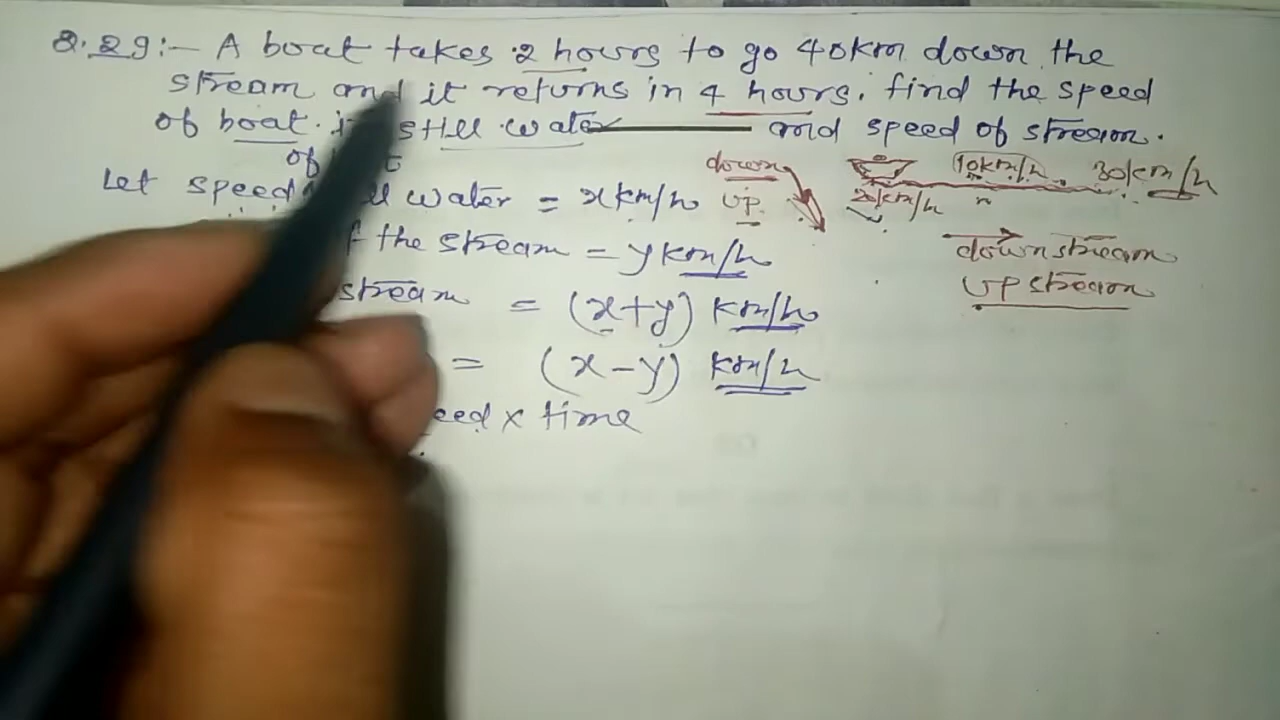 Q.29:- A boat takes 2 hours to go 40km down the
stream and it returns in 4 hours. find the speed
of boat in still water and speed of stream.
Let speed of water = x km/h
the stream = y km/h
stream = (x+y) km/h
= (x-y) km/h
eed x time
down
up
10km/h
30km/h
20km/h
downstream
upstream